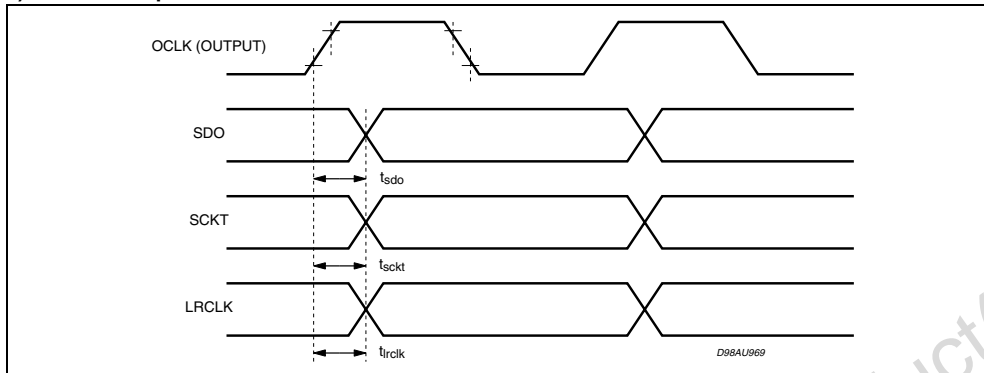 OCLK (OUTPUT)
SDO
tsdo
SCKT
tsckt
LRCLK
tlrclk
D98AU969